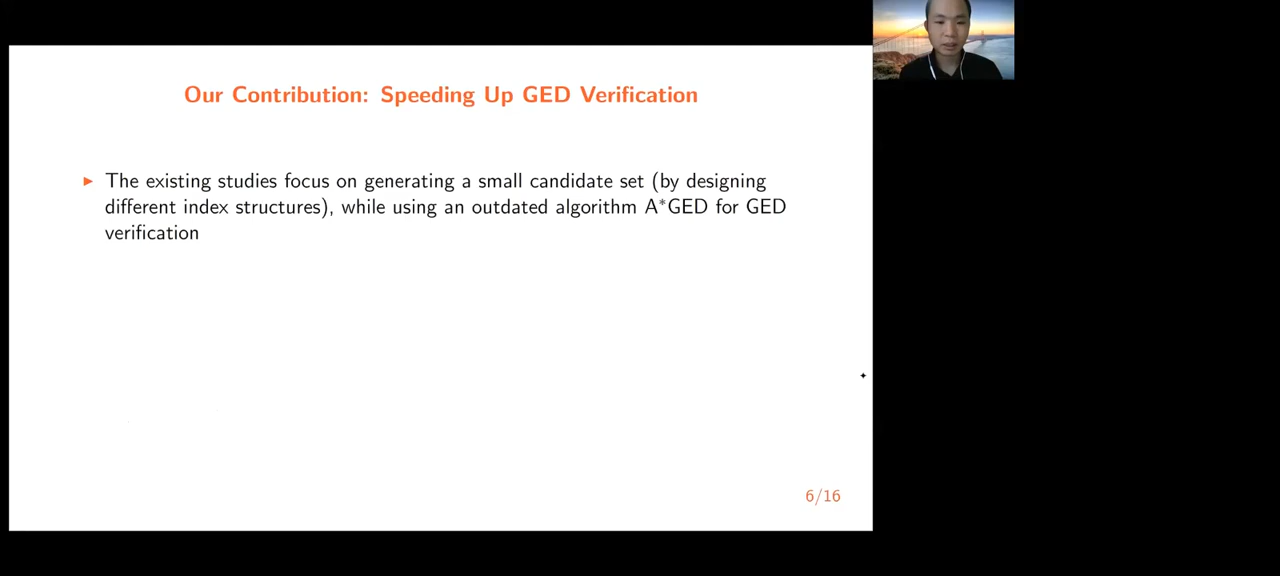 Our Contribution: Speeding Up GED Verification
▶ The existing studies focus on generating a small candidate set (by designing
different index structures), while using an outdated algorithm A*GED for GED
verification
6/16